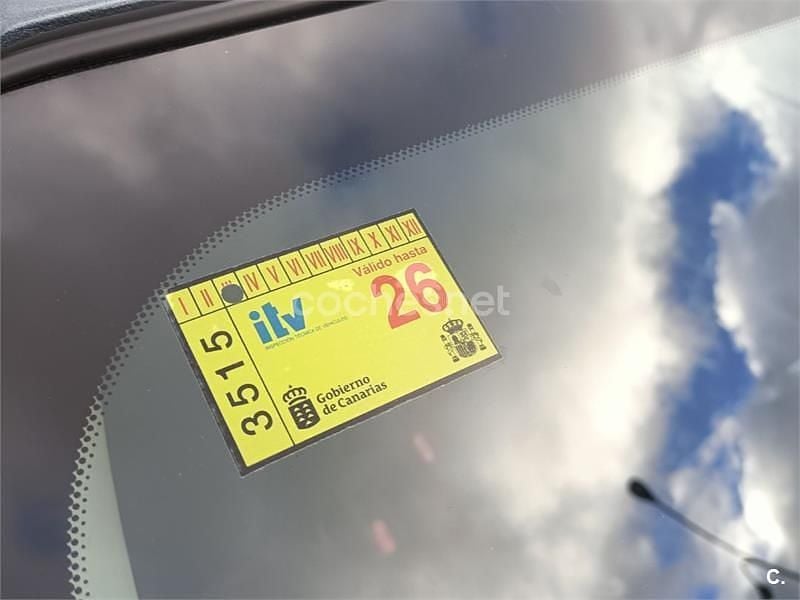 I II III IV V VI VII VIII IX X XI XII
Válido hasta
26
itv
INSPECCIÓN TÉCNICA DE VEHÍCULOS
3515
Gobierno
de Canarias
coches.net
C.